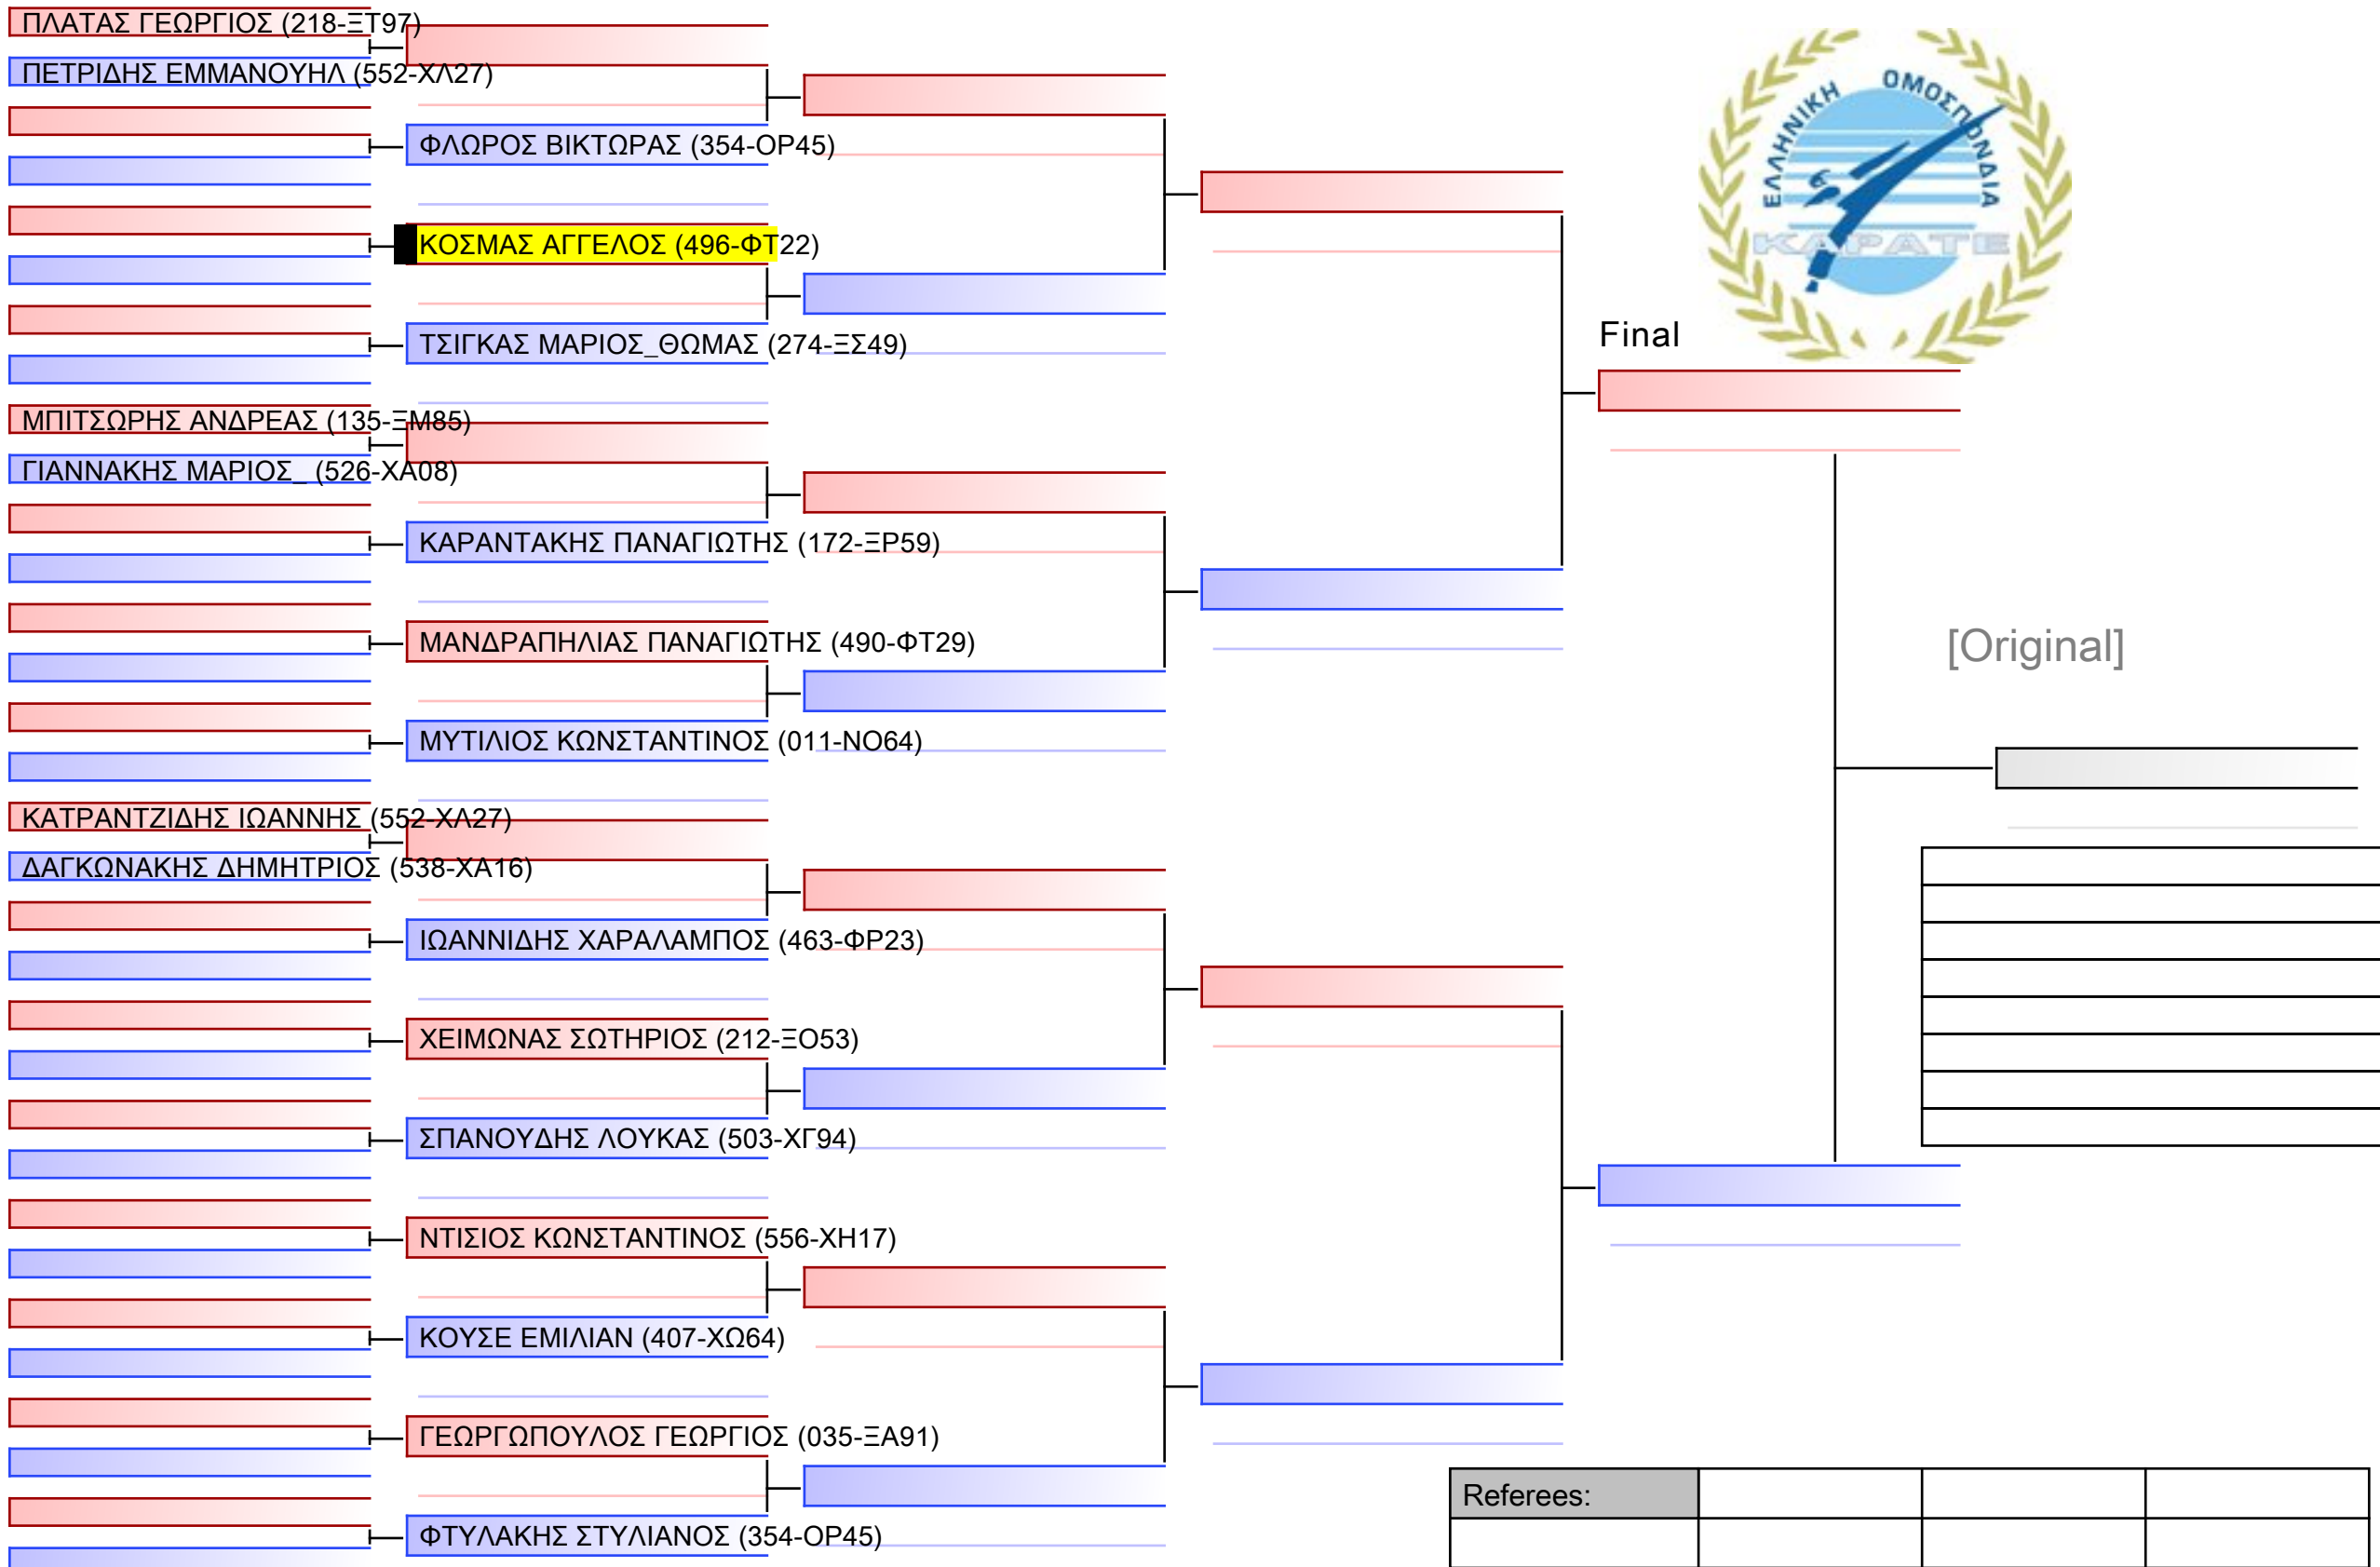 ΠΛΑΤΑΣ ΓΕΩΡΓΙΟΣ (218-ΞΤ97)
ΠΕΤΡΙΔΗΣ ΕΜΜΑΝΟΥΗΛ (552-ΧΛ27)
ΦΛΩΡΟΣ ΒΙΚΤΩΡΑΣ (354-ΟΡ45)
ΚΟΣΜΑΣ ΑΓΓΕΛΟΣ (496-ΦΤ22)
ΤΣΙΓΚΑΣ ΜΑΡΙΟΣ_ΘΩΜΑΣ (274-ΞΣ49)
ΜΠΙΤΣΩΡΗΣ ΑΝΔΡΕΑΣ (135-ΞΜ85)
ΓΙΑΝΝΑΚΗΣ ΜΑΡΙΟΣ_ (526-ΧΑ08)
ΚΑΡΑΝΤΑΚΗΣ ΠΑΝΑΓΙΩΤΗΣ (172-ΞΡ59)
ΜΑΝΔΡΑΠΗΛΙΑΣ ΠΑΝΑΓΙΩΤΗΣ (490-ΦΤ29)
ΜΥΤΙΛΙΟΣ ΚΩΝΣΤΑΝΤΙΝΟΣ (011-ΝΟ64)
ΚΑΤΡΑΝΤΖΙΔΗΣ ΙΩΑΝΝΗΣ (552-ΧΛ27)
ΔΑΓΚΩΝΑΚΗΣ ΔΗΜΗΤΡΙΟΣ (538-ΧΑ16)
ΙΩΑΝΝΙΔΗΣ ΧΑΡΑΛΑΜΠΟΣ (463-ΦΡ23)
ΧΕΙΜΩΝΑΣ ΣΩΤΗΡΙΟΣ (212-ΞΟ53)
ΣΠΑΝΟΥΔΗΣ ΛΟΥΚΑΣ (503-ΧΓ94)
ΝΤΙΣΙΟΣ ΚΩΝΣΤΑΝΤΙΝΟΣ (556-ΧΗ17)
ΚΟΥΣΕ ΕΜΙΛΙΑΝ (407-ΧΩ64)
ΓΕΩΡΓΩΠΟΥΛΟΣ ΓΕΩΡΓΙΟΣ (035-ΞΑ91)
ΦΤΥΛΑΚΗΣ ΣΤΥΛΙΑΝΟΣ (354-ΟΡ45)
ΕΛΛΗΝΙΚΗ ΟΜΟΣΠΟΝΔΙΑ
ΚΑΡΑΤΕ
Final
[Original]
Referees: